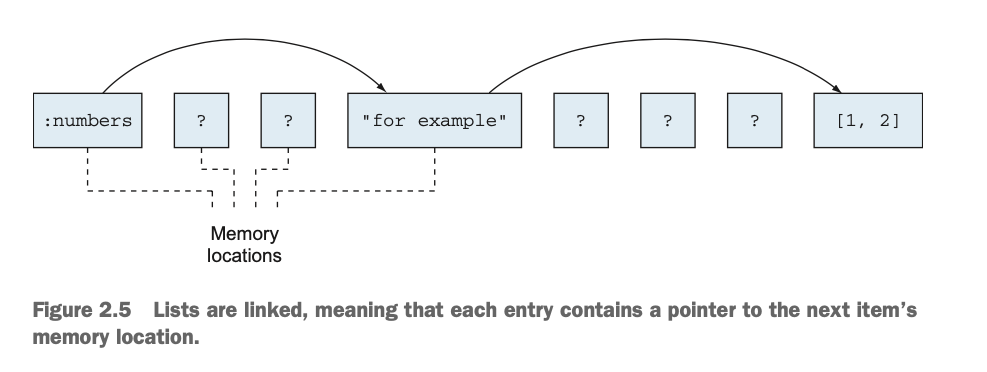 :numbers ? ? "for example" ? ? ? [1, 2]
Memory
locations
Figure 2.5 Lists are linked, meaning that each entry contains a pointer to the next item’s
memory location.